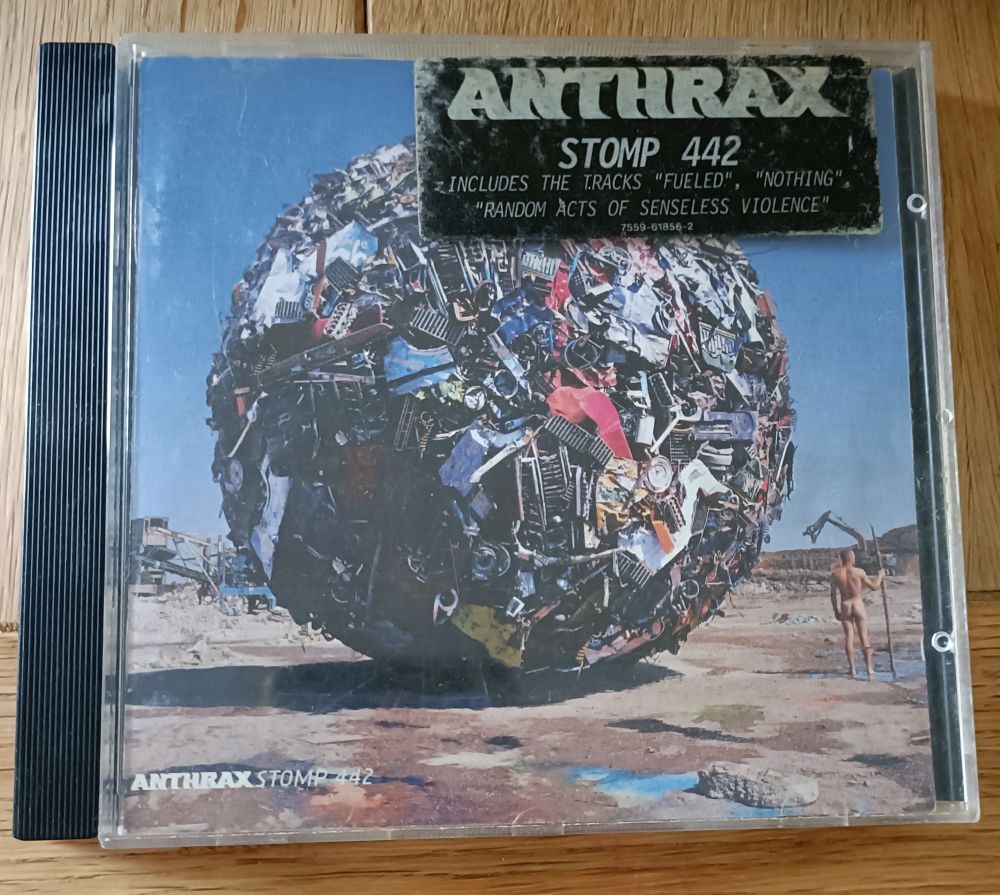 ANTHRAX
STOMP 442
INCLUDES THE TRACKS "FUELED", "NOTHING",
"RANDOM ACTS OF SENSELESS VIOLENCE"
7559-61856-2
ANTHRAX STOMP 442